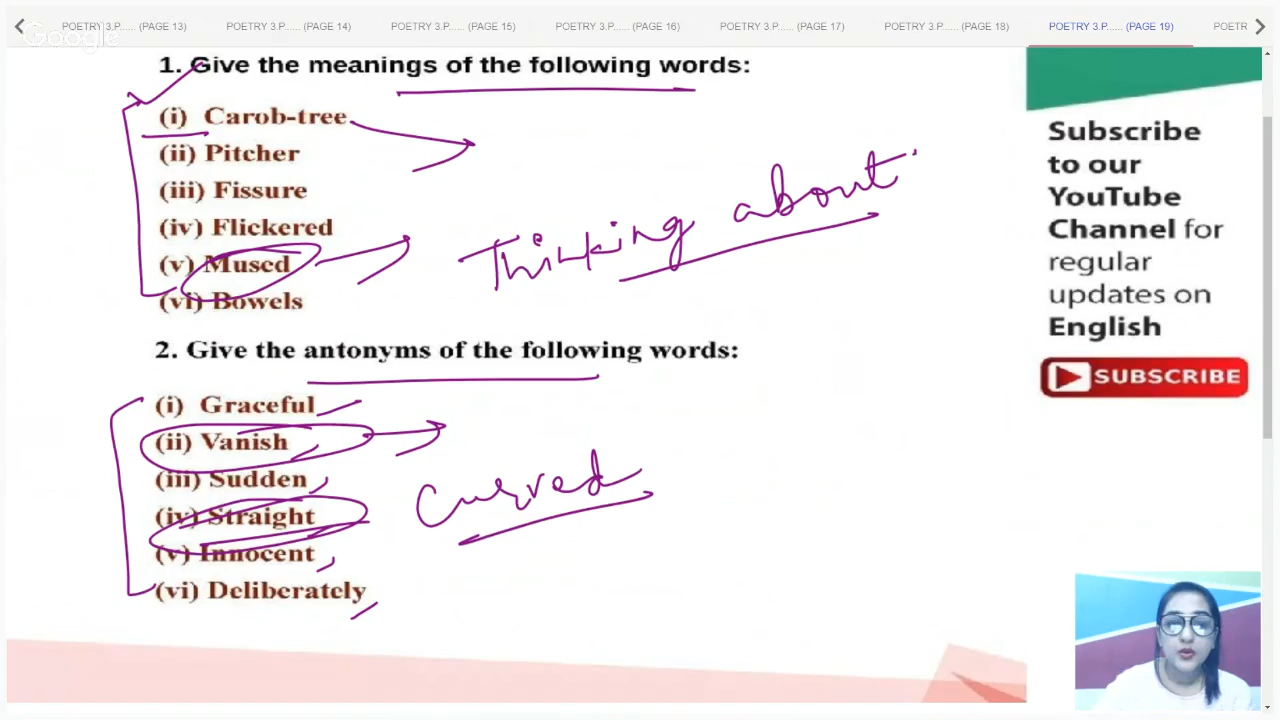 POETRY 3.P...... (PAGE 13) POETRY 3.P...... (PAGE 14) POETRY 3.P...... (PAGE 15) POETRY 3.P...... (PAGE 16) POETRY 3.P...... (PAGE 17) POETRY 3.P...... (PAGE 18) POETRY 3.P...... (PAGE 19) POETR
Google
1. Give the meanings of the following words:
(i) Carob-tree
(ii) Pitcher
(iii) Fissure
(iv) Flickered
(v) Mused
(vi) Bowels
Thinking about
2. Give the antonyms of the following words:
(i) Graceful
(ii) Vanish
(iii) Sudden
(iv) Straight
(v) Innocent
(vi) Deliberately
Curved
Subscribe
to our
YouTube
Channel for
regular
updates on
English
SUBSCRIBE